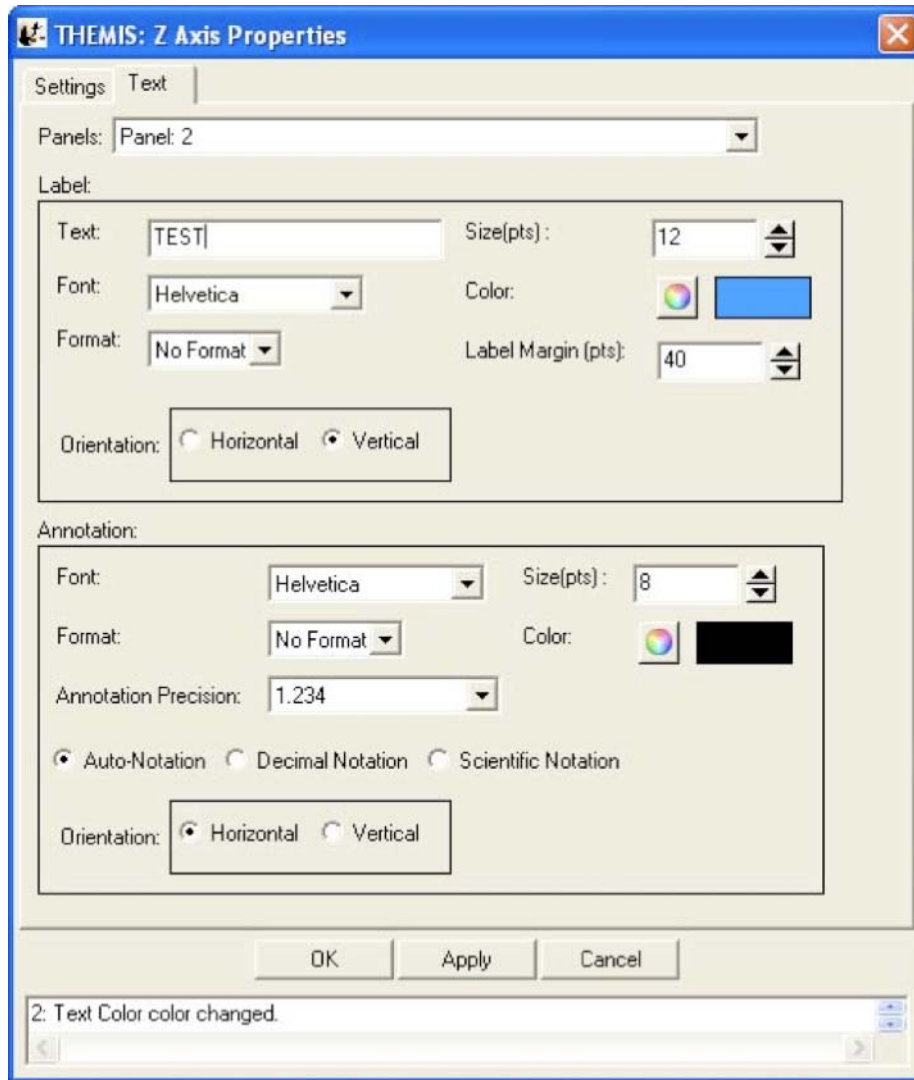 THEMIS: Z Axis Properties
Settings Text
Panels: Panel: 2
Label:
Text: TEST Size(pts) : 12
Font: Helvetica Color:
Format: No Format Label Margin (pts): 40
Orientation: Horizontal Vertical
Annotation:
Font: Helvetica Size(pts) : 8
Format: No Format Color:
Annotation Precision: 1.234
Auto-Notation Decimal Notation Scientific Notation
Orientation: Horizontal Vertical
OK Apply Cancel
2: Text Color color changed.